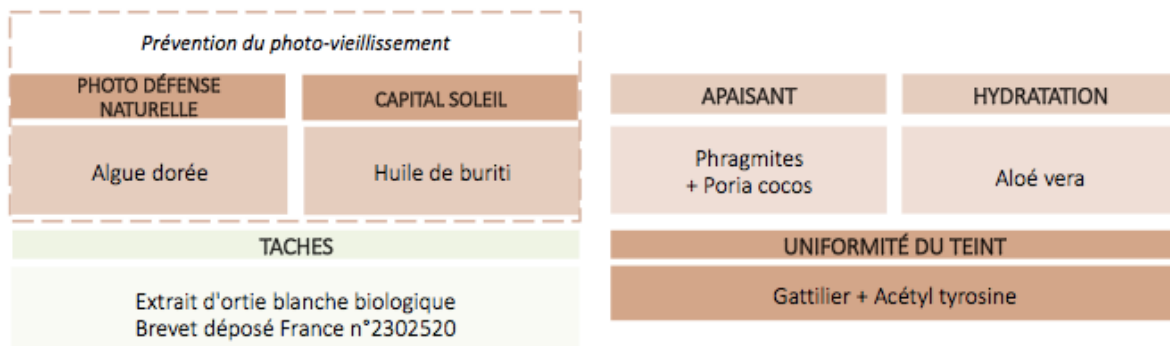 Prévention du photo-vieillissement
PHOTO DÉFENSE
NATURELLE
CAPITAL SOLEIL
Algue dorée
Huile de buriti
TACHES
Extrait d'ortie blanche biologique
Brevet déposé France n°2302520
APAISANT
HYDRATATION
Phragmites
+ Poria cocos
Aloé vera
UNIFORMITÉ DU TEINT
Gattilier + Acétyl tyrosine